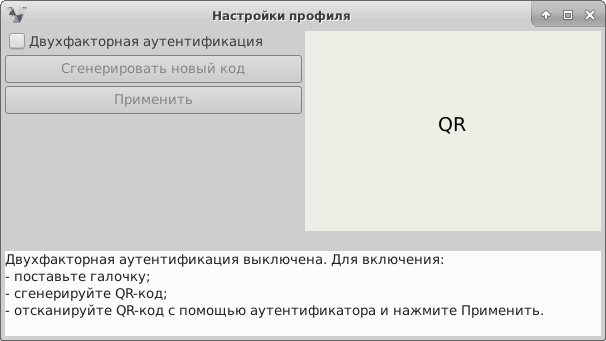 Настройки профиля
Двухфакторная аутентификация
Сгенерировать новый код
Применить
QR
Двухфакторная аутентификация выключена. Для включения:
- поставьте галочку;
- сгенерируйте QR-код;
- отсканируйте QR-код с помощью аутентификатора и нажмите Применить.